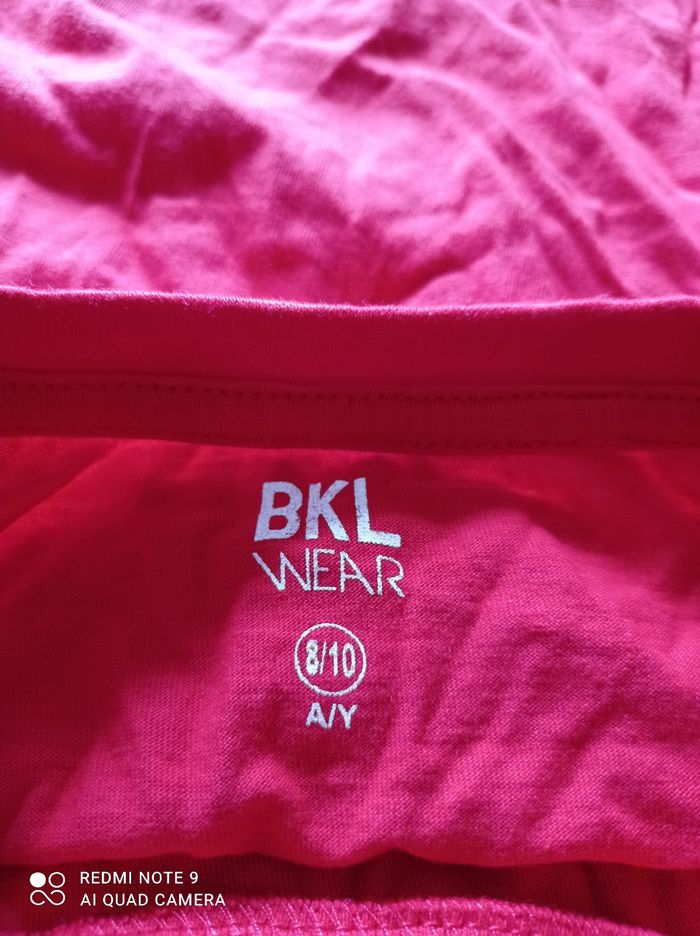 BKL
WEAR
8/10
A/Y
REDMI NOTE 9
AI QUAD CAMERA